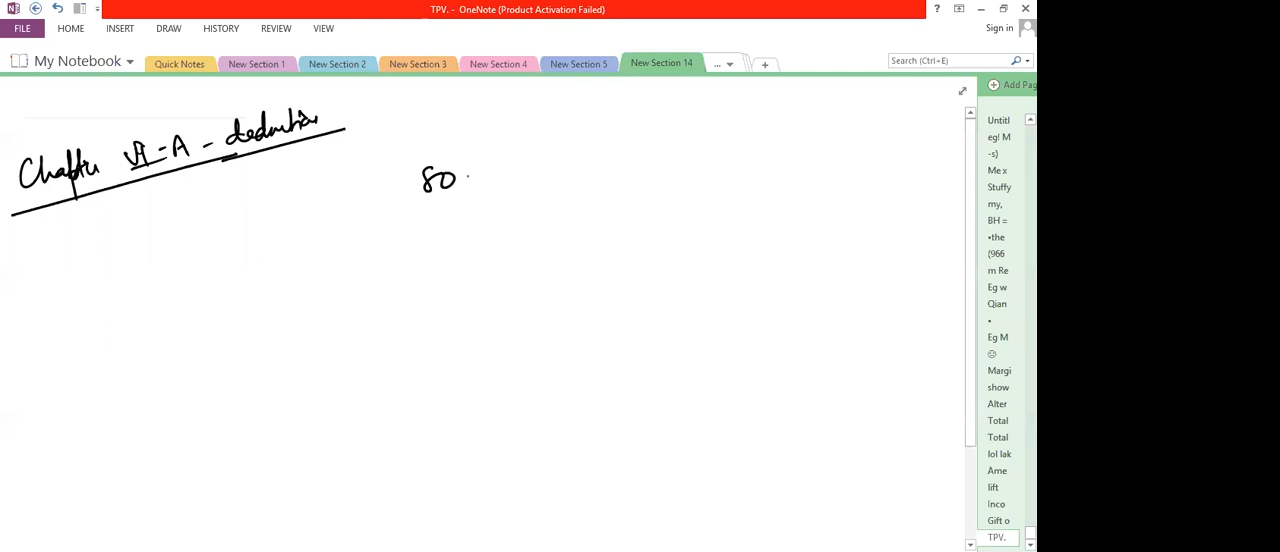 TPV. - OneNote (Product Activation Failed)
?
Sign in
FILE HOME INSERT DRAW HISTORY REVIEW VIEW
My Notebook Quick Notes New Section 1 New Section 2 New Section 3 New Section 4 New Section 5 New Section 14 ... +
Search (Ctrl+E)
Add Pag
Chapter VI-A - deduction
80
Untitl
eg! M
-s)
Me x
Stuffy
my,
BH =
•the
(966
m Re
Eg w
Qian
•
Eg M
☹
Margi
show
Alter
Total
Total
lol lak
Ame
lift
!nco
Gift o
TPV.